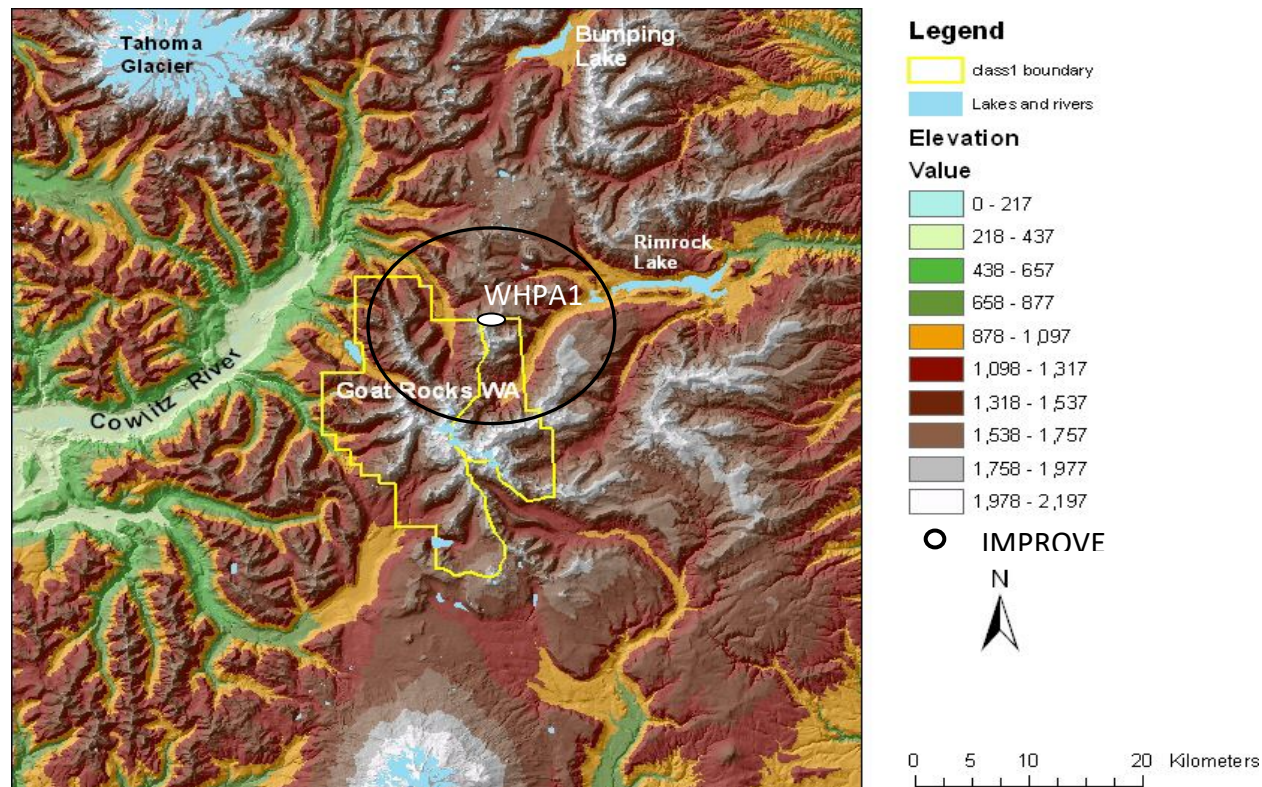 Tahoma
Glacier
Bumping
Lake
Rimrock
Lake
WHPA1
Goat Rocks WA
Cowlitz River
Legend
class1 boundary
Lakes and rivers
Elevation
Value
0 - 217
218 - 437
438 - 657
658 - 877
878 - 1,097
1,098 - 1,317
1,318 - 1,537
1,538 - 1,757
1,758 - 1,977
1,978 - 2,197
IMPROVE
N
0 5 10 20 Kilometers